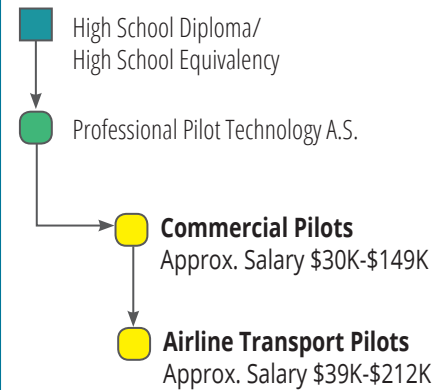 High School Diploma/
High School Equivalency
Professional Pilot Technology A.S.
Commercial Pilots
Approx. Salary $30K-$149K
Airline Transport Pilots
Approx. Salary $39K-$212K